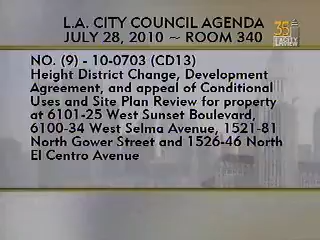 L.A. CITY COUNCIL AGENDA
JULY 28, 2010 ~ ROOM 340
35
NO. (9) - 10-0703 (CD13)
Height District Change, Development
Agreement, and appeal of Conditional
Uses and Site Plan Review for property
at 6101-25 West Sunset Boulevard,
6100-34 West Selma Avenue, 1521-81
North Gower Street and 1526-46 North
El Centro Avenue